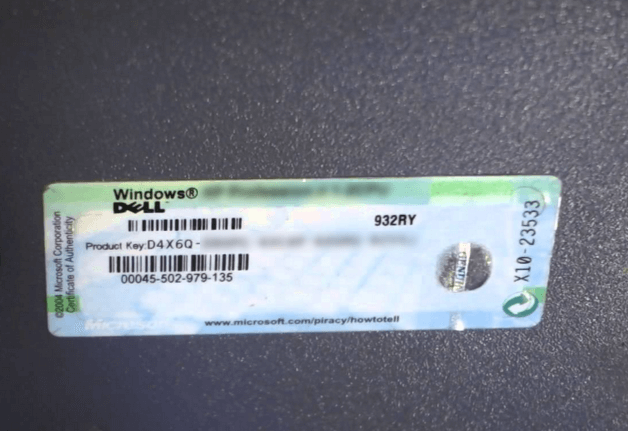 Windows®
DELL
932RY
Product Key: D4X6Q-
00045-502-979-135
www.microsoft.com/piracy/howtotell
©2004 Microsoft Corporation
Certificate of Authenticity
X10-23533